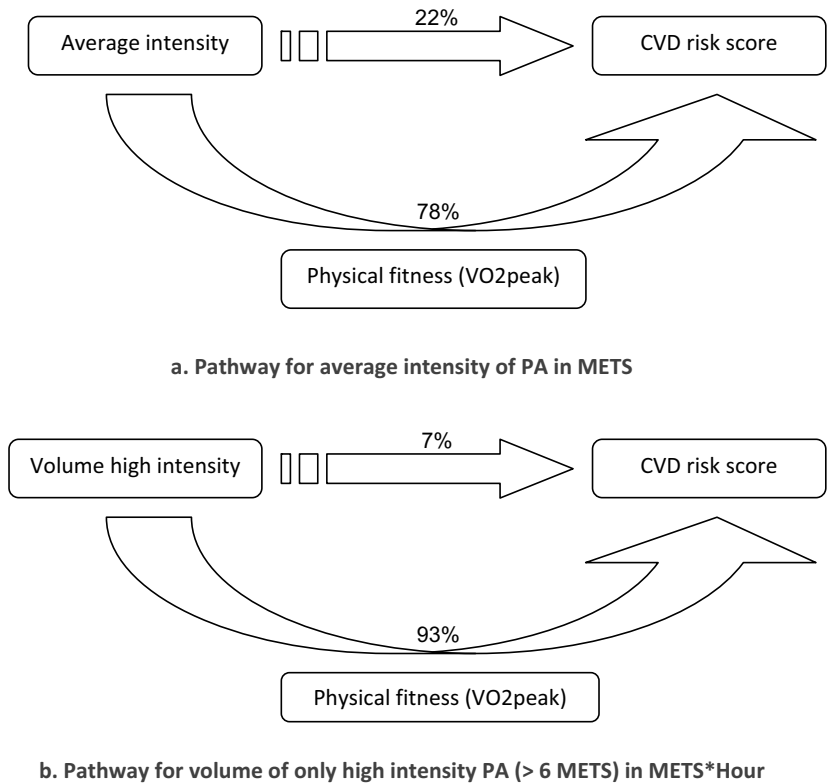 Average intensity
22%
CVD risk score
78%
Physical fitness (VO2peak)
a. Pathway for average intensity of PA in METS
Volume high intensity
7%
CVD risk score
93%
Physical fitness (VO2peak)
b. Pathway for volume of only high intensity PA (> 6 METS) in METS*Hour